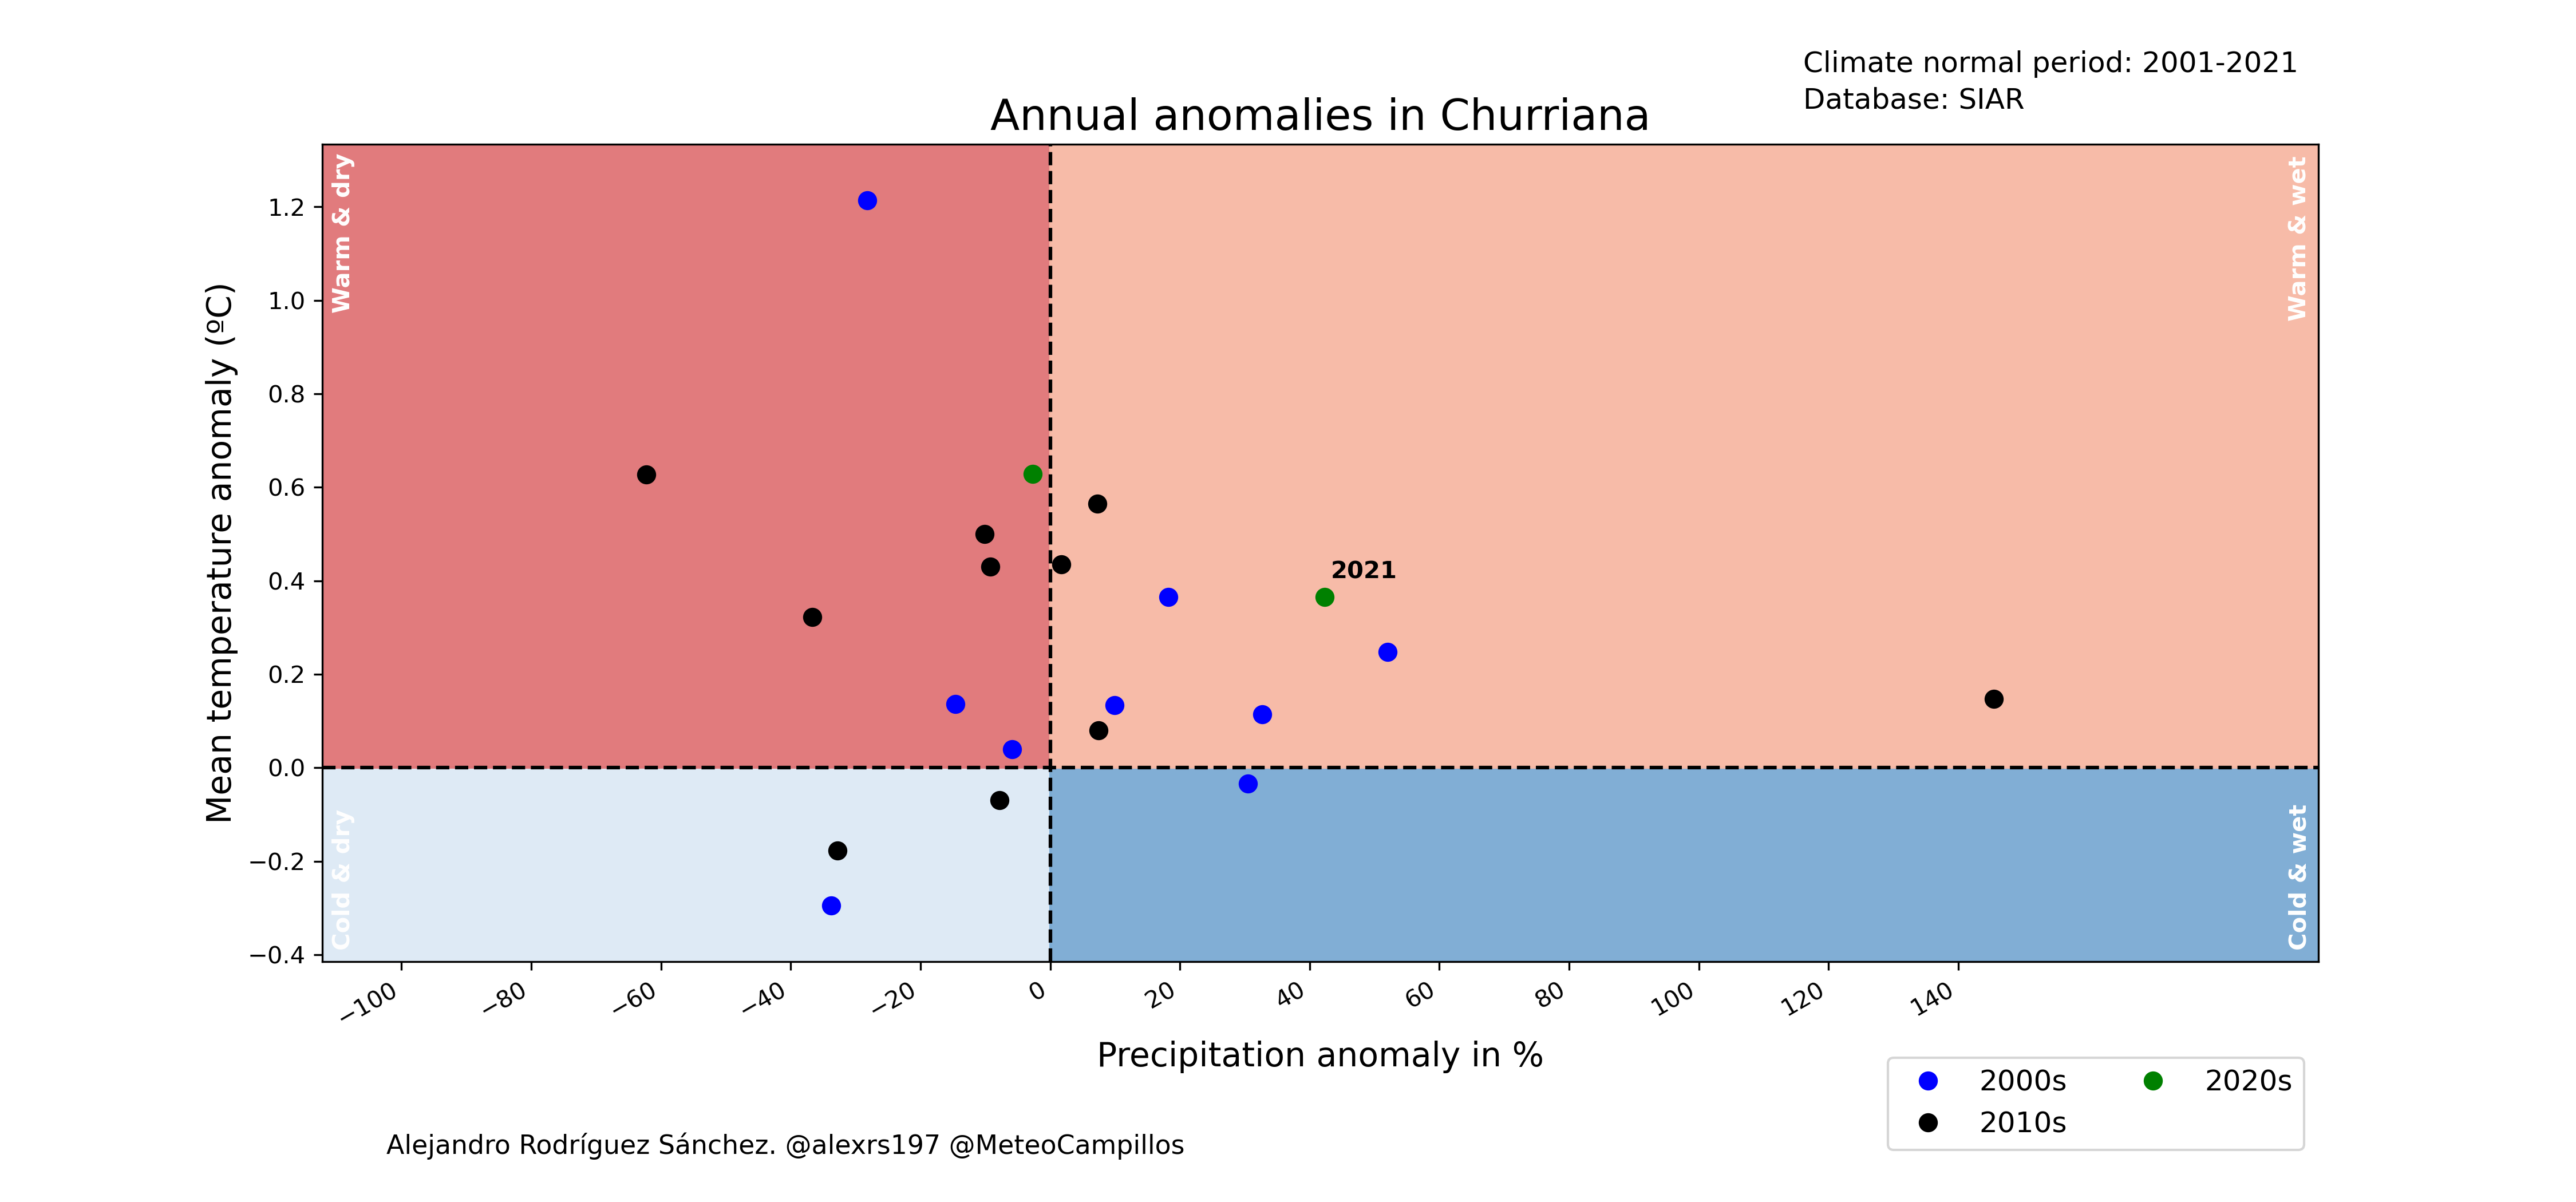 Climate normal period: 2001-2021
Database: SIAR
Annual anomalies in Churriana
Warm & dry
Warm & wet
1.2
1.0
0.8
0.6
0.4
0.2
0.0
−0.2
−0.4
Mean temperature anomaly (ºC)
2021
Cold & dry
Cold & wet
−100
−80
−60
−40
−20
0
20
40
60
80
100
120
140
Precipitation anomaly in %
2000s
2010s
2020s
Alejandro Rodríguez Sánchez. @alexrs197 @MeteoCampillos